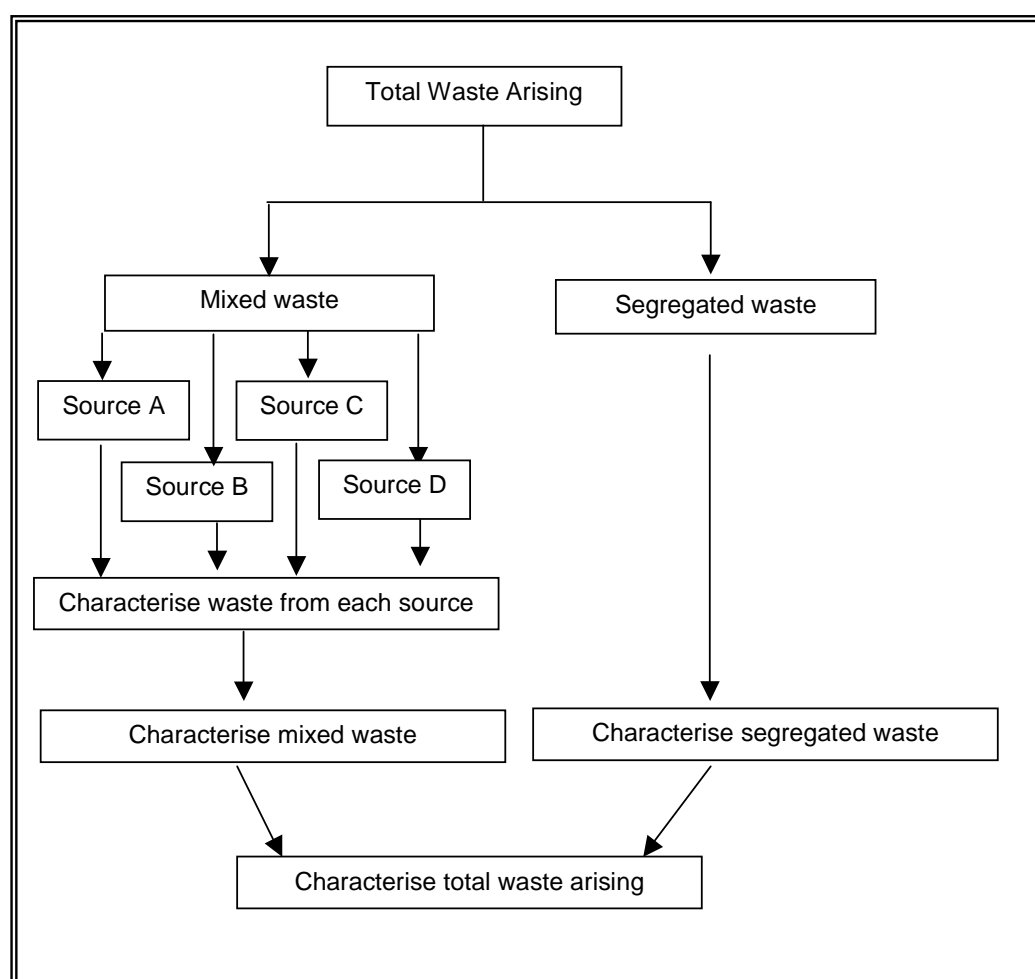 Total Waste Arising
Mixed waste
Segregated waste
Source A
Source C
Source B
Source D
Characterise waste from each source
Characterise mixed waste
Characterise segregated waste
Characterise total waste arising